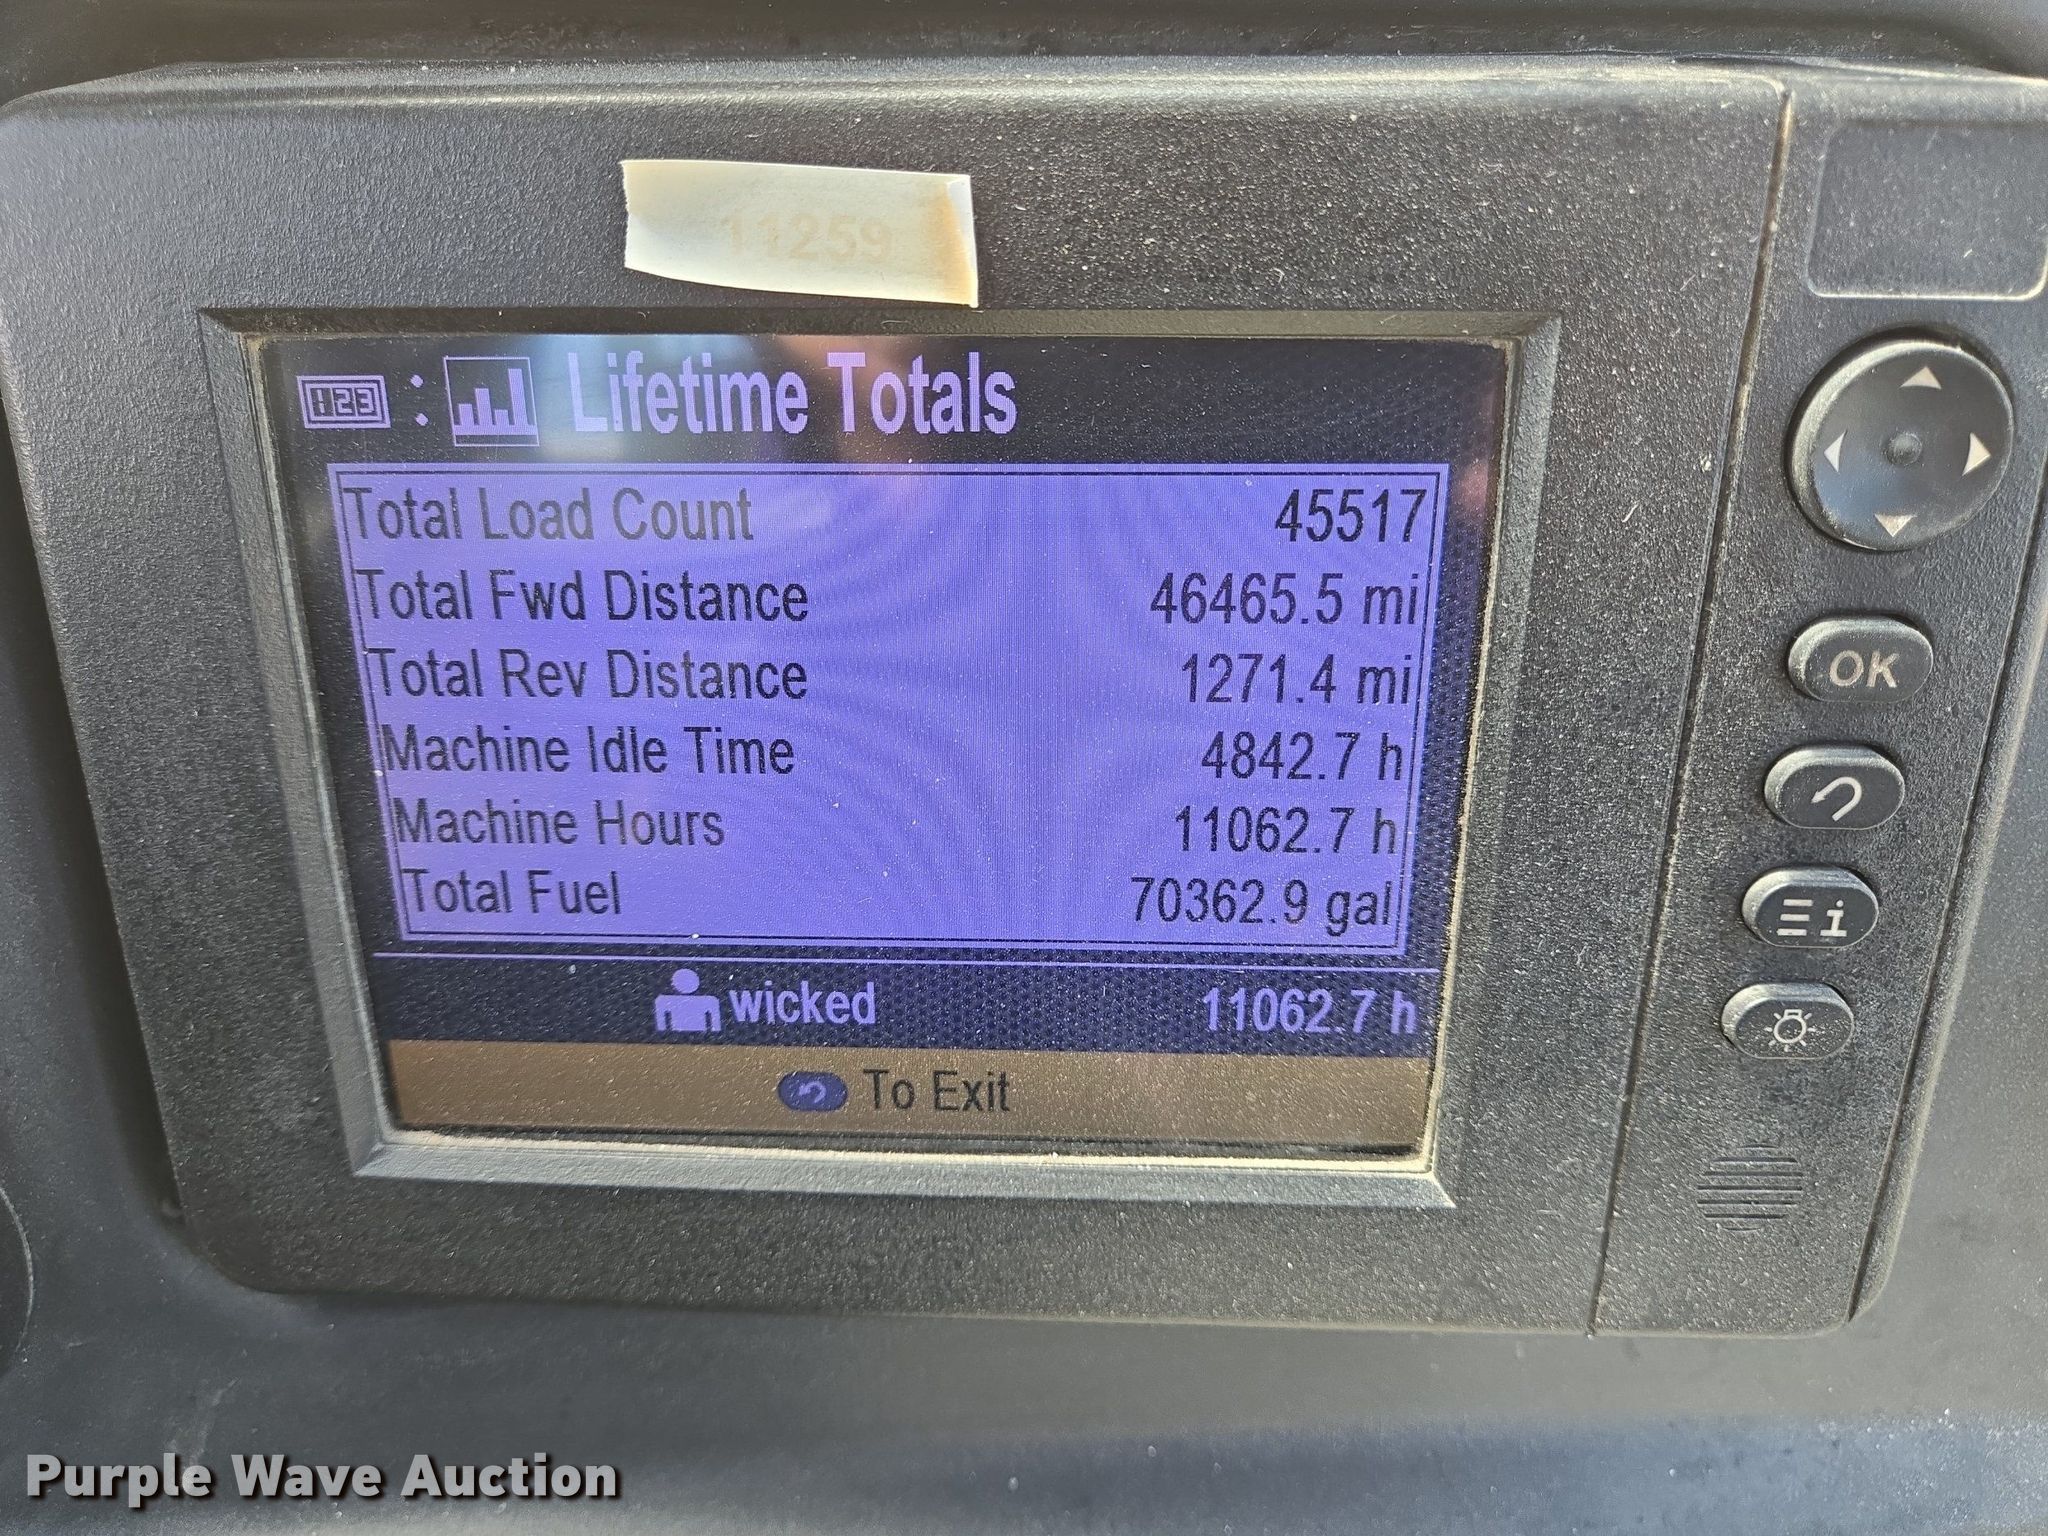 11259
123 : Lifetime Totals
Total Load Count 45517
Total Fwd Distance 46465.5 mi
Total Rev Distance 1271.4 mi
Machine Idle Time 4842.7 h
Machine Hours 11062.7 h
Total Fuel 70362.9 gal
wicked 11062.7 h
To Exit
OK
i
Purple Wave Auction